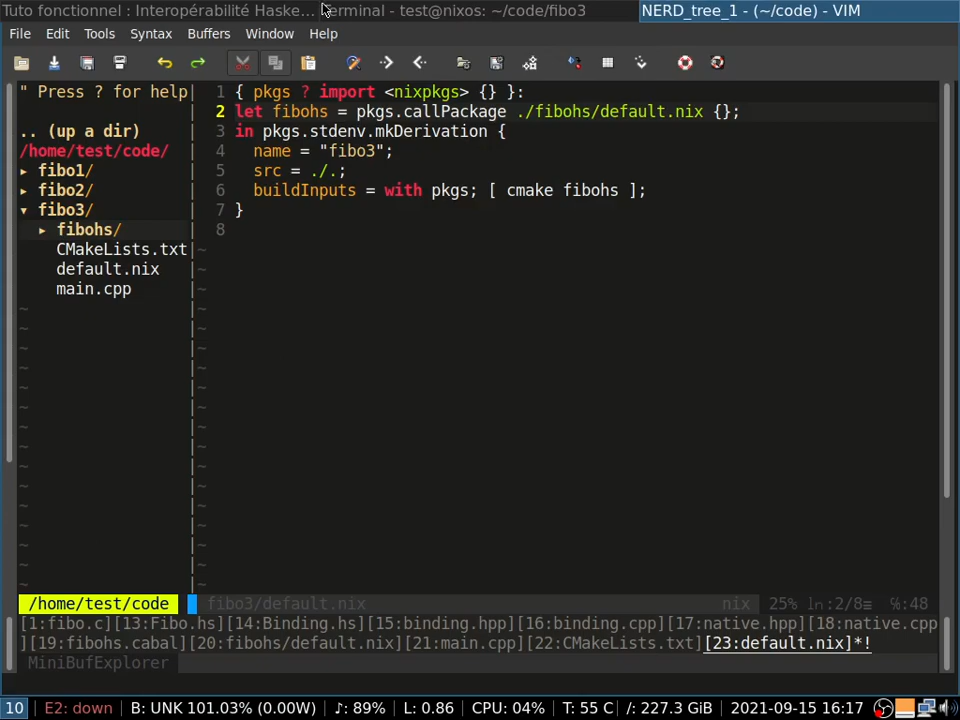 Tuto fonctionnel : Interopérabilité Haske... Terminal - test@nixos: ~/code/fibo3 NERD_tree_1 - (~/code) - VIM
File Edit Tools Syntax Buffers Window Help
" Press ? for help
.. (up a dir)
/home/test/code/
▸ fibo1/
▸ fibo2/
▾ fibo3/
▸ fibohs/
CMakeLists.txt
default.nix
main.cpp
1 { pkgs ? import <nixpkgs> {} }:
2 let fibohs = pkgs.callPackage ./fibohs/default.nix {};
3 in pkgs.stdenv.mkDerivation {
4 name = "fibo3";
5 src = ./.;
6 buildInputs = with pkgs; [ cmake fibohs ];
7 }
8
/home/test/code fibo3/default.nix nix 25% ln:2/8≡ ℅:48
[1:fibo.c][13:Fibo.hs][14:Binding.hs][15:binding.hpp][16:binding.cpp][17:native.hpp][18:native.cpp
][19:fibohs.cabal][20:fibohs/default.nix][21:main.cpp][22:CMakeLists.txt][23:default.nix]*!
MiniBufExplorer
10 E2: down B: UNK 101.03% (0.00W) ♪: 89% L: 0.86 CPU: 04% T: 55 C /: 227.3 GiB 2021-09-15 16:17